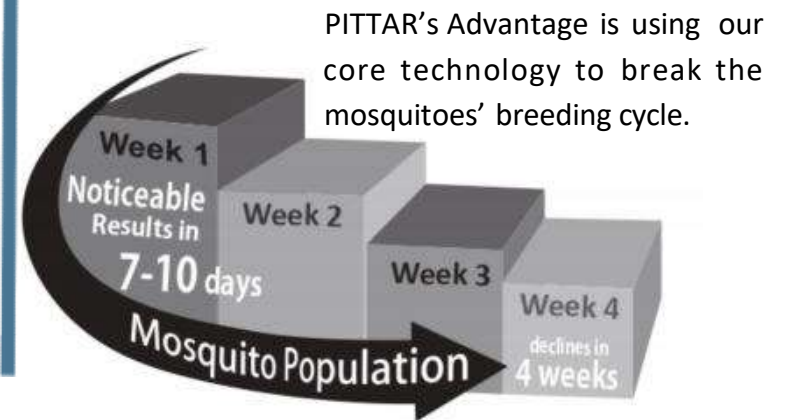 PITTAR's Advantage is using our
core technology to break the
mosquitoes' breeding cycle.
Week 1
Noticeable
Results in
7-10 days
Week 2
Week 3
Week 4
declines in
4 weeks
Mosquito Population